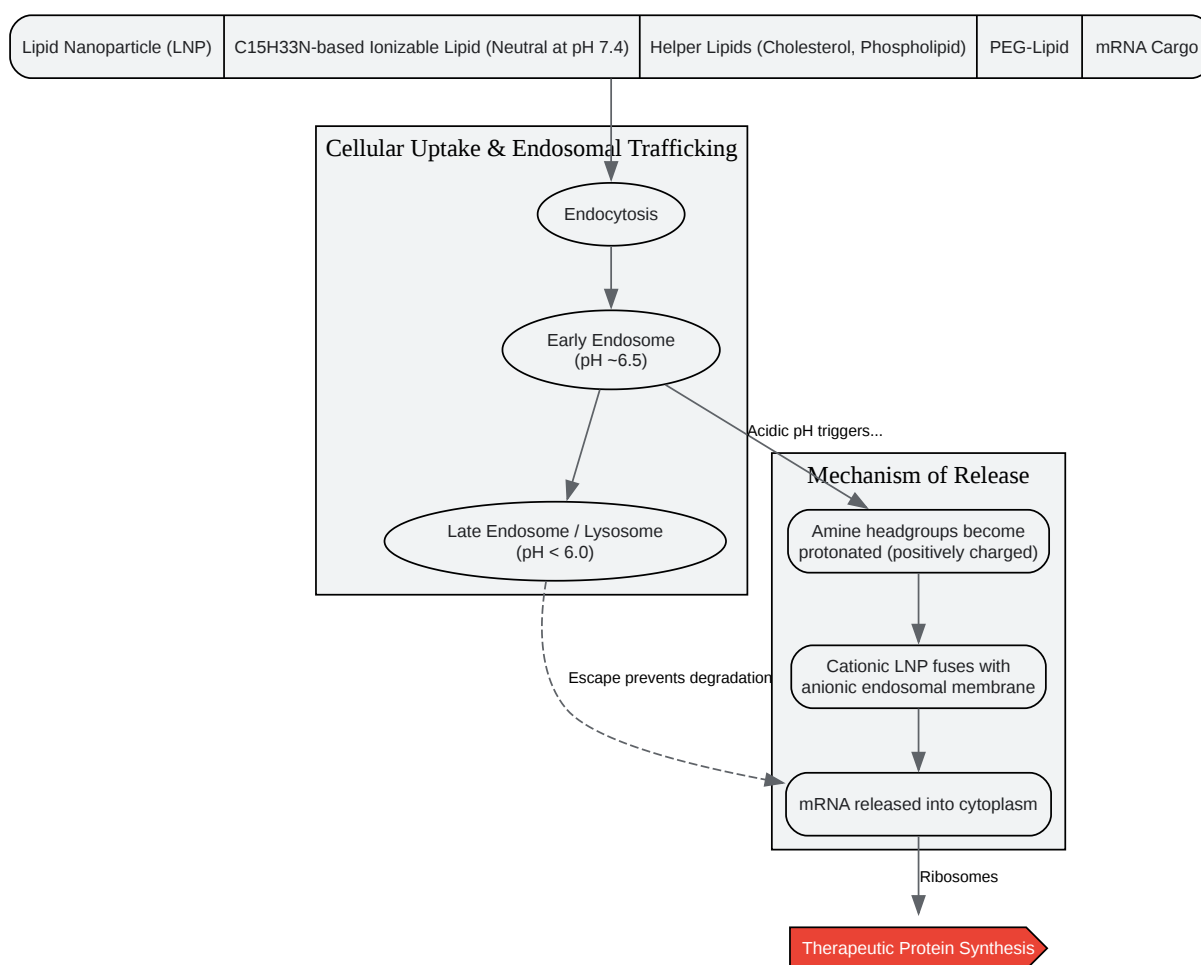 Lipid Nanoparticle (LNP)
C15H33N-based Ionizable Lipid (Neutral at pH 7.4)
Helper Lipids (Cholesterol, Phospholipid)
PEG-Lipid
mRNA Cargo
Cellular Uptake & Endosomal Trafficking
Endocytosis
Early Endosome
(pH ~6.5)
Acidic pH triggers...
Mechanism of Release
Late Endosome / Lysosome
(pH < 6.0)
Amine headgroups become
protonated (positively charged)
Escape prevents degradation
Cationic LNP fuses with
anionic endosomal membrane
mRNA released into cytoplasm
Ribosomes
Therapeutic Protein Synthesis